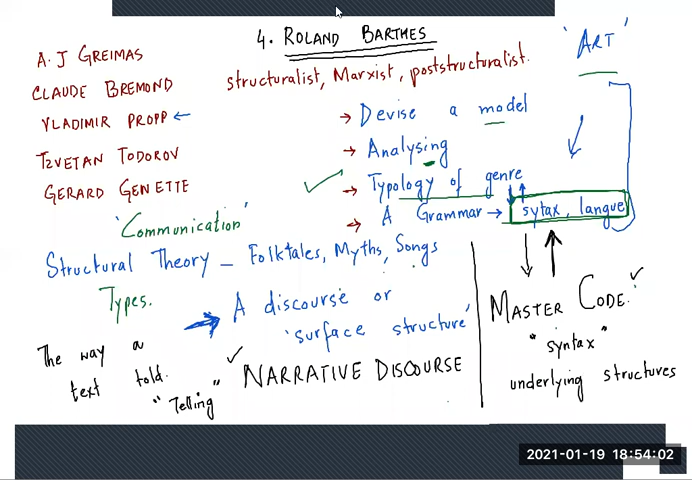 4. ROLAND BARTHES
'ART'
A. J GREIMAS
structuralist, Marxist, poststructuralist.
CLAUDE BREMOND
→ Devise a model
VLADIMIR PROPP ←
→ Analysing
TZVETAN TODOROV
→ Typology of genre
GERARD GENETTE
→ A Grammar → sytax, langue
'Communication'
Structural Theory - Folktales, Myths, Songs
Types.
→ A discourse or
'surface structure'
MASTER CODE.
"syntax"
underlying structures
The way a
text told.
"Telling"
NARRATIVE DISCOURSE
2021-01-19 18:54:02